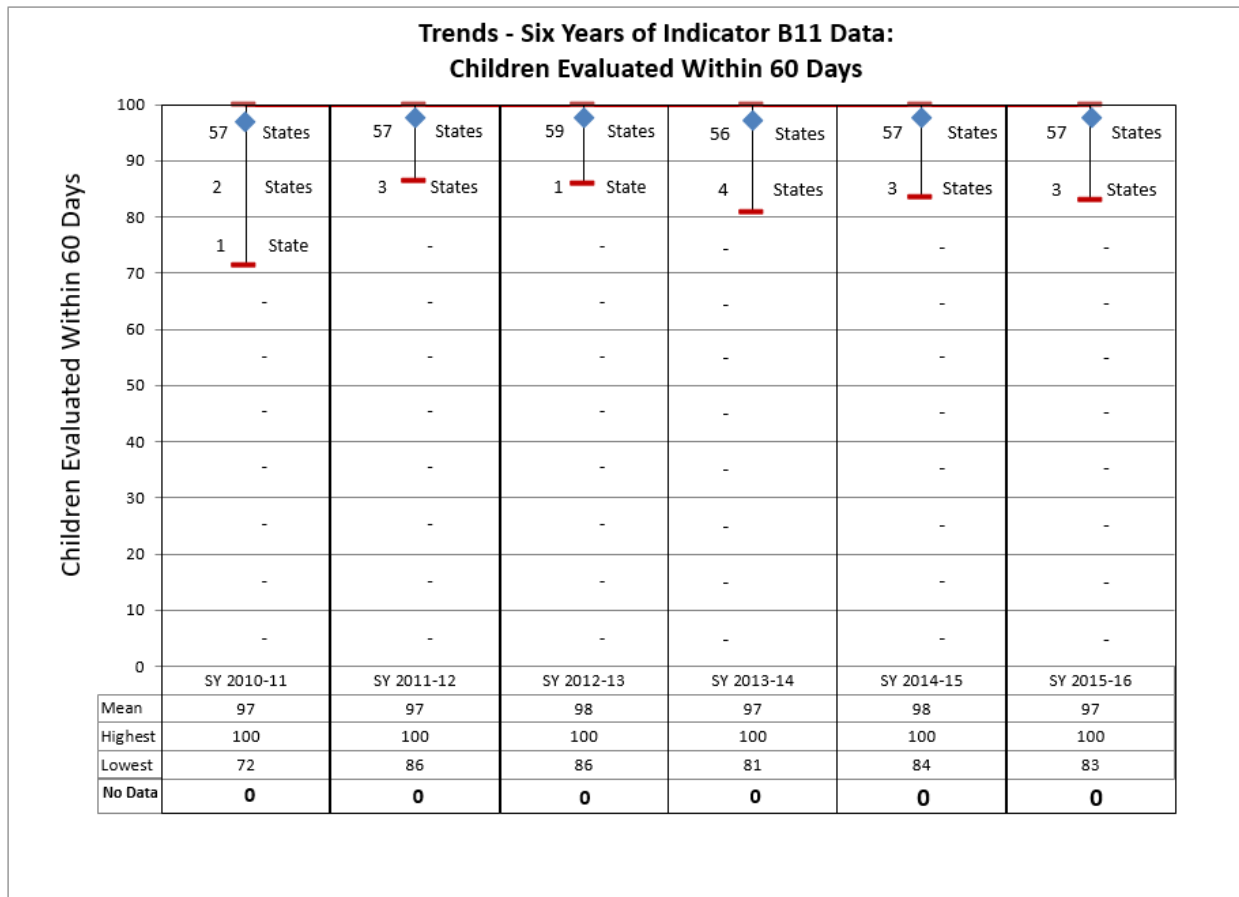 Trends - Six Years of Indicator B11 Data:
Children Evaluated Within 60 Days
Children Evaluated Within 60 Days
100
57 States 57 States 59 States 56 States 57 States 57 States
90
2 States 3 States 1 State 4 States 3 States 3 States
80
1 State - - - - -
70
- - - - - -
60
- - - - - -
50
- - - - - -
40
- - - - - -
30
- - - - - -
20
- - - - - -
10
- - - - - -
0
SY 2010-11 SY 2011-12 SY 2012-13 SY 2013-14 SY 2014-15 SY 2015-16
Mean 97 97 98 97 98 97
Highest 100 100 100 100 100 100
Lowest 72 86 86 81 84 83
No Data 0 0 0 0 0 0